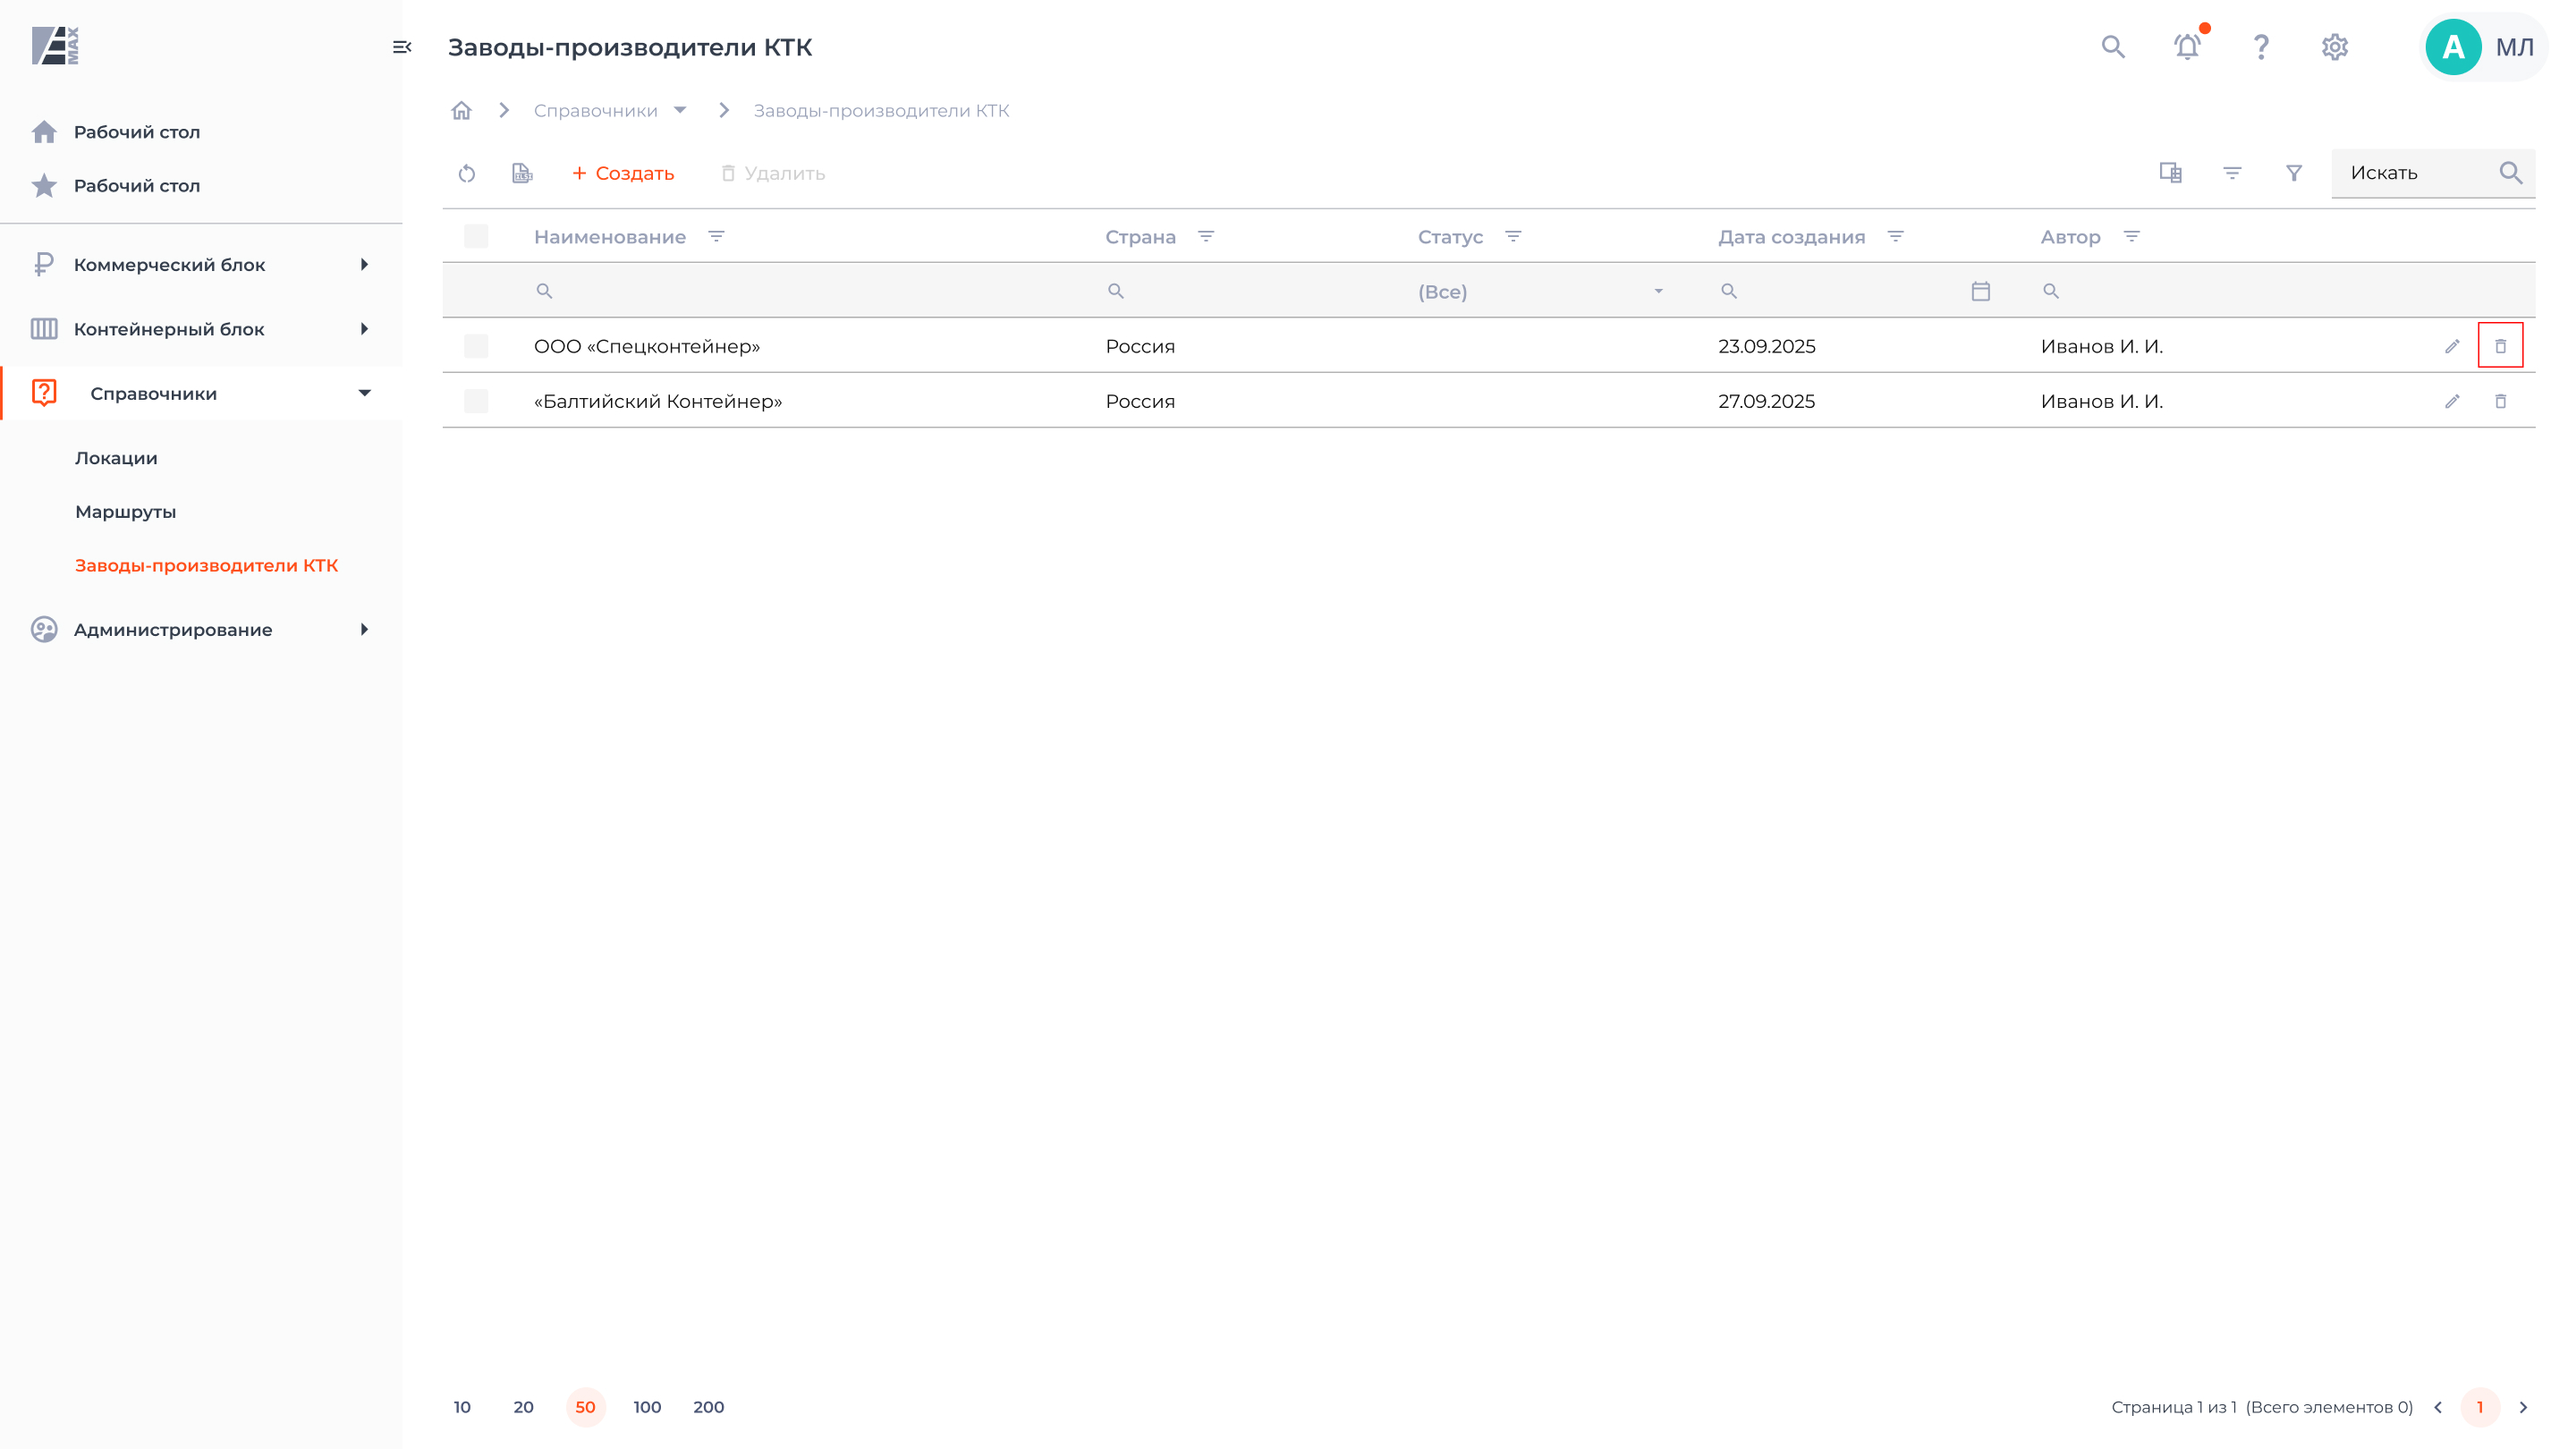 MAX
Заводы-производители КТК
А МЛ
Справочники
Заводы-производители КТК
Рабочий стол
Рабочий стол
Коммерческий блок
Контейнерный блок
Справочники
Локации
Маршруты
Заводы-производители КТК
Администрирование
+ Создать
Удалить
Искать
Наименование Страна Статус Дата создания Автор
(Все)
ООО «Спецконтейнер» Россия 23.09.2025 Иванов И. И.
«Балтийский Контейнер» Россия 27.09.2025 Иванов И. И.
10 20 50 100 200
Страница 1 из 1 (Всего элементов 0) 1